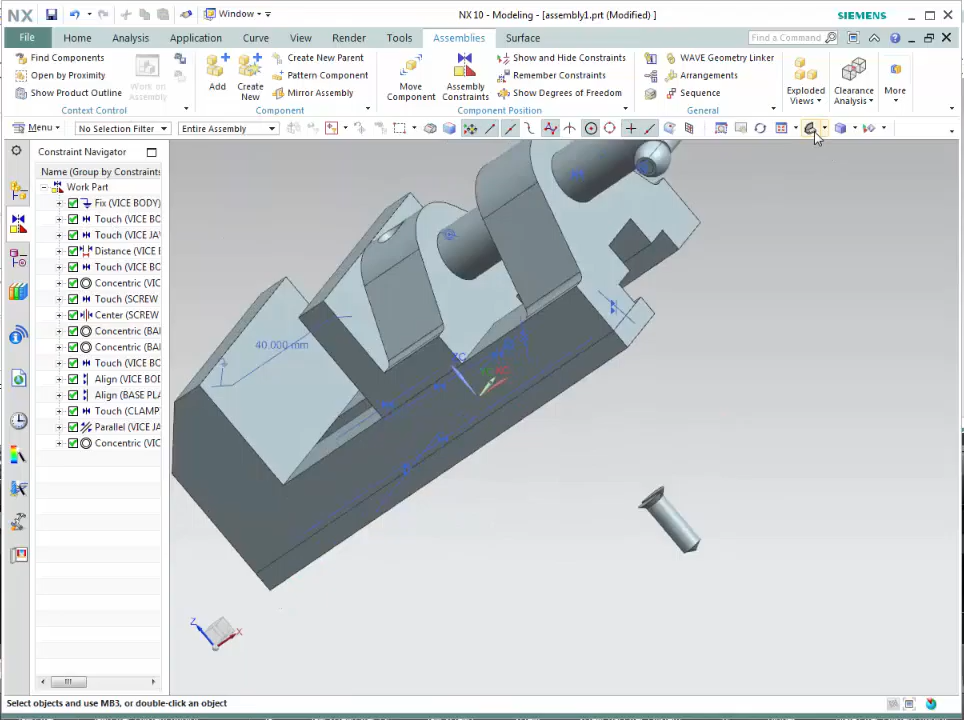 NX
Window
NX 10 - Modeling - [assembly1.prt (Modified) ]
SIEMENS
File
Home
Analysis
Application
Curve
View
Render
Tools
Assemblies
Surface
Find a Command
Find Components
Open by Proximity
Show Product Outline
Work on Assembly
Context Control
Add
Create New
Create New Parent
Pattern Component
Mirror Assembly
Component
Move Component
Assembly Constraints
Show and Hide Constraints
Remember Constraints
Show Degrees of Freedom
Component Position
WAVE Geometry Linker
Arrangements
Sequence
General
Exploded Views
Clearance Analysis
More
Menu
No Selection Filter
Entire Assembly
Constraint Navigator
Name (Group by Constraints
Work Part
Fix (VICE BODY)
Touch (VICE BO
Touch (VICE JA
Distance (VICE E
Touch (VICE BO
Concentric (VIC
Touch (SCREW
Center (SCREW
Concentric (BA
Concentric (BA
Touch (VICE BO
Align (VICE BOD
Align (BASE PLA
Touch (CLAMP
Parallel (VICE JA
Concentric (VIC
40.000 mm
ZC
Z
X
Select objects and use MB3, or double-click an object